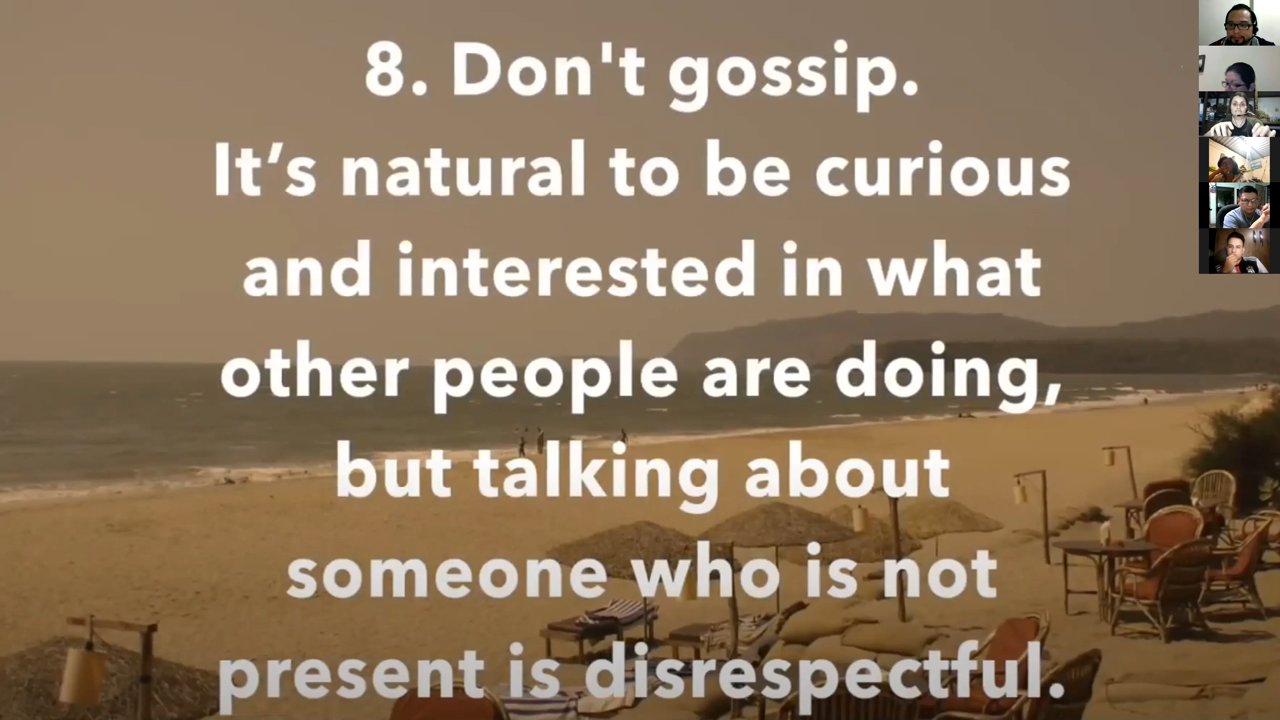 8. Don't gossip.
It’s natural to be curious
and interested in what
other people are doing,
but talking about
someone who is not
present is disrespectful.